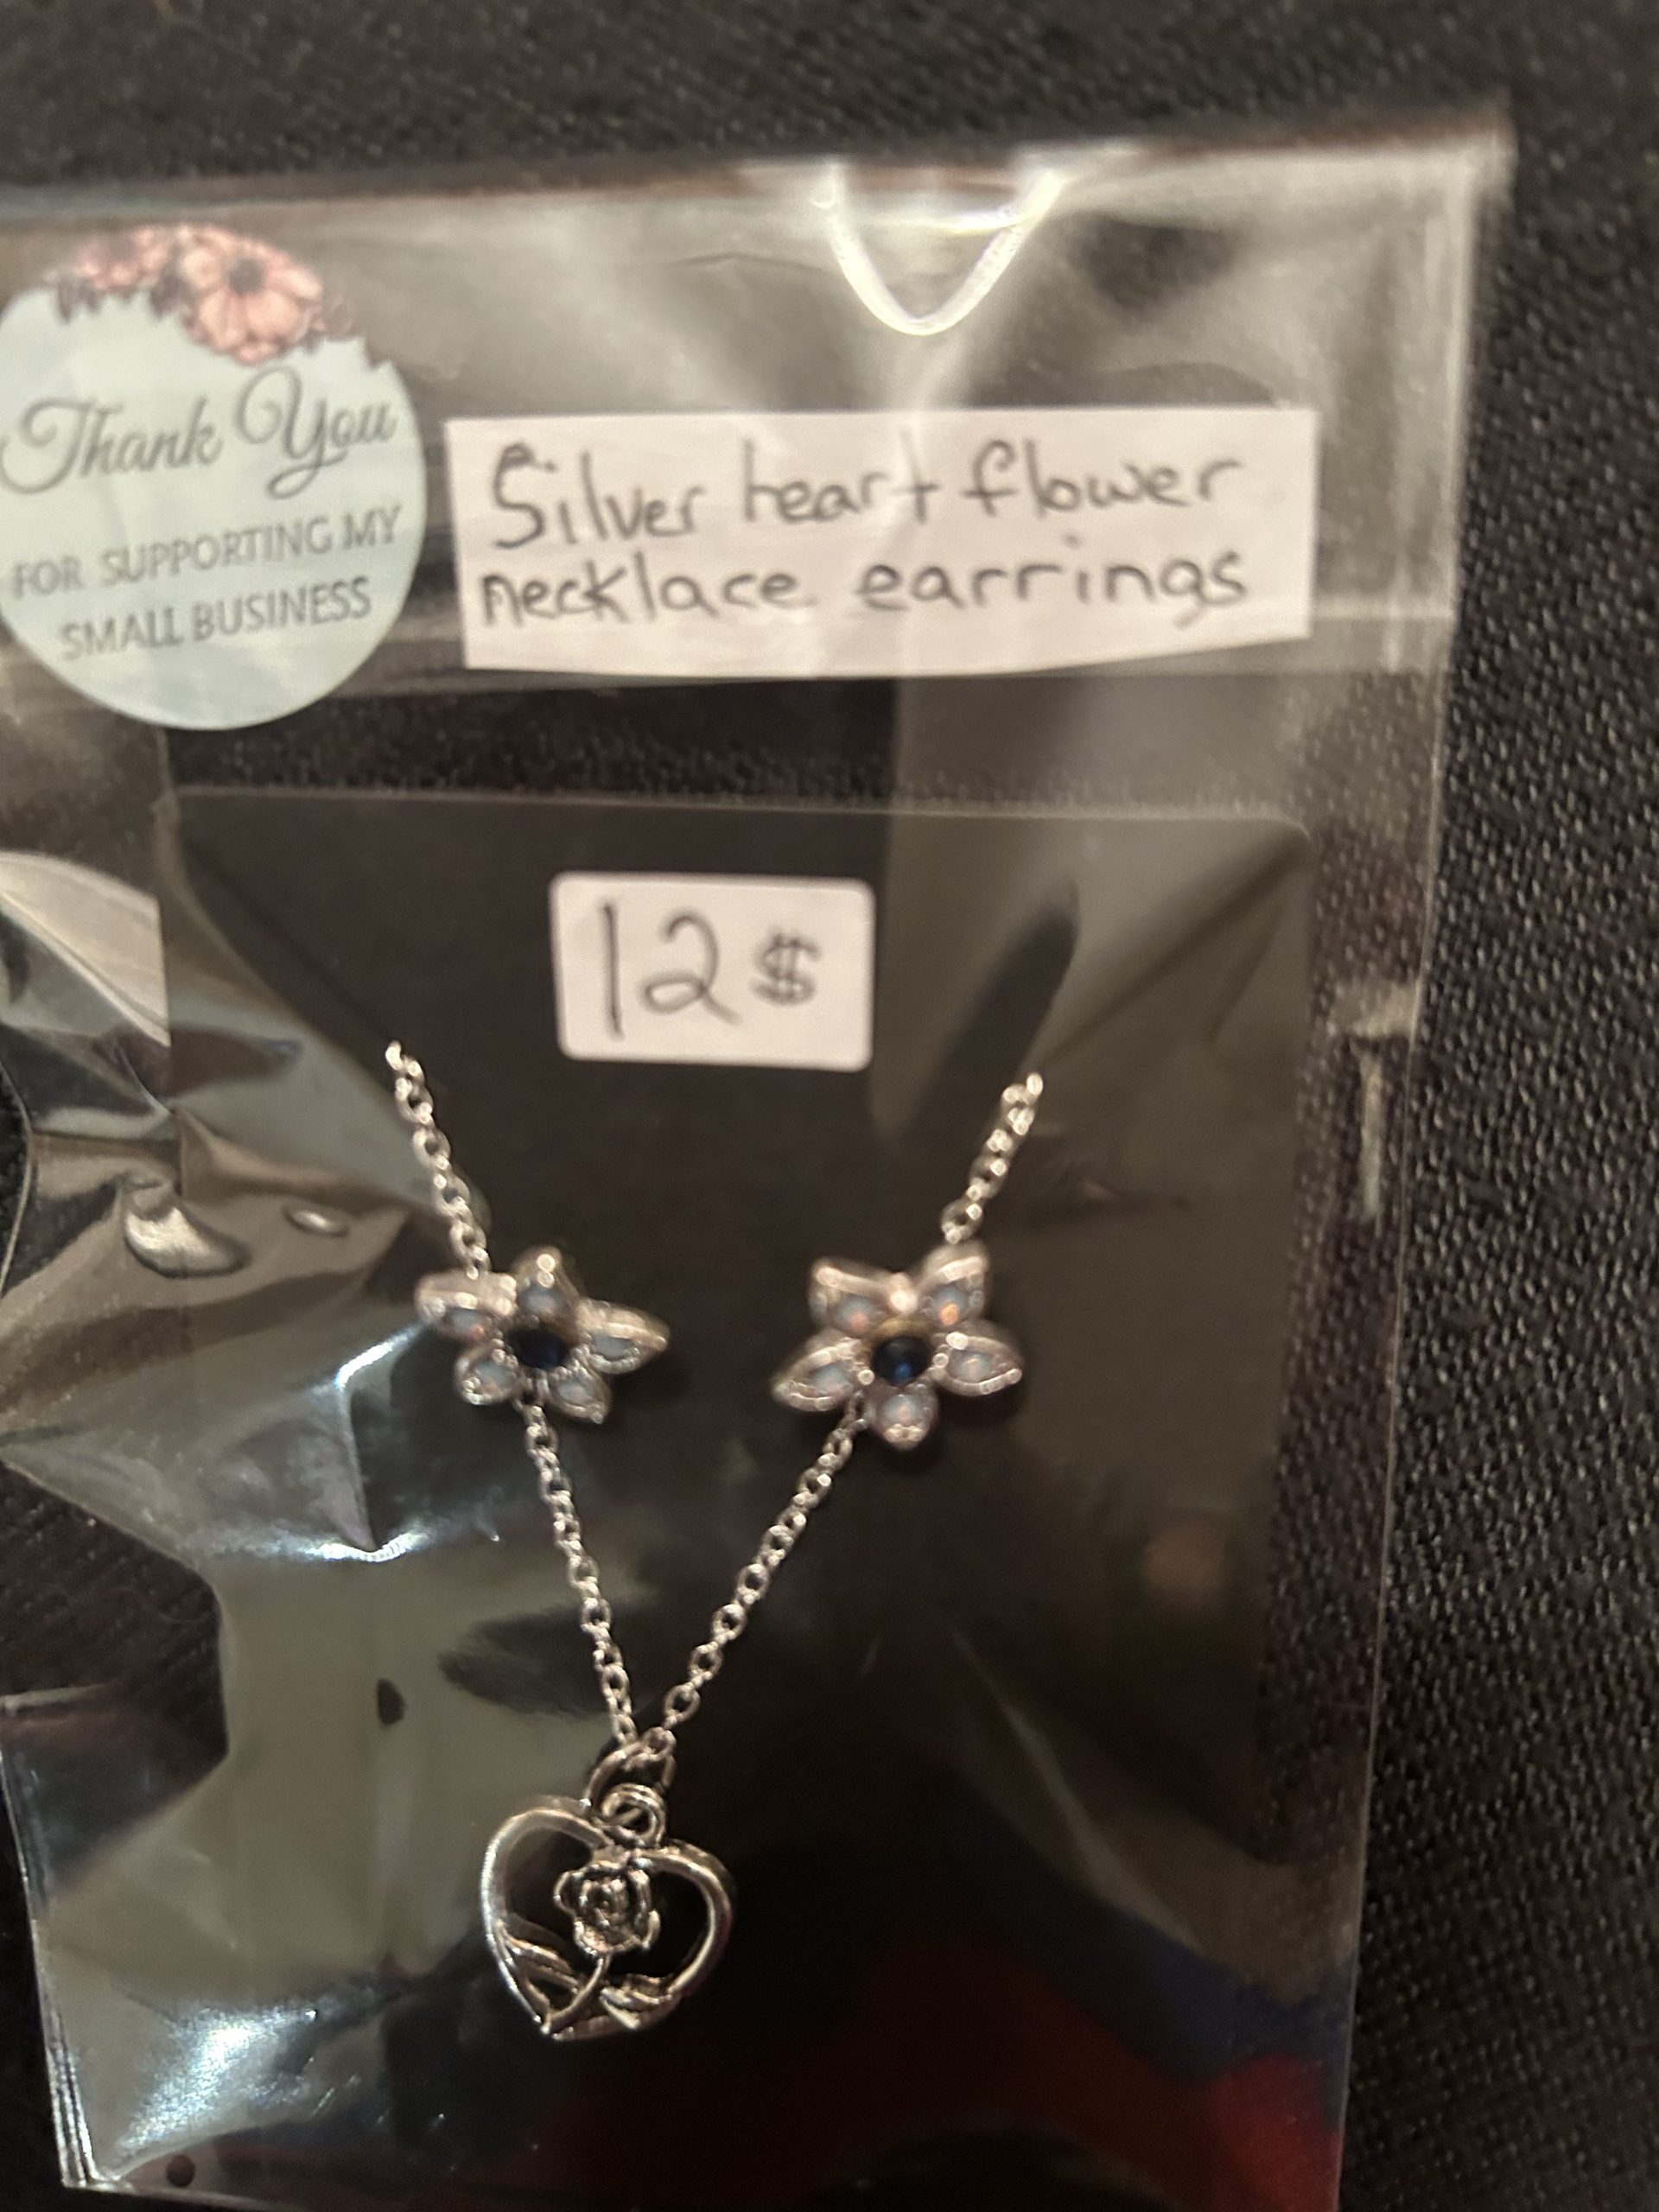 Thank You
FOR SUPPORTING MY
SMALL BUSINESS
Silver heart flower
necklace earrings
12$